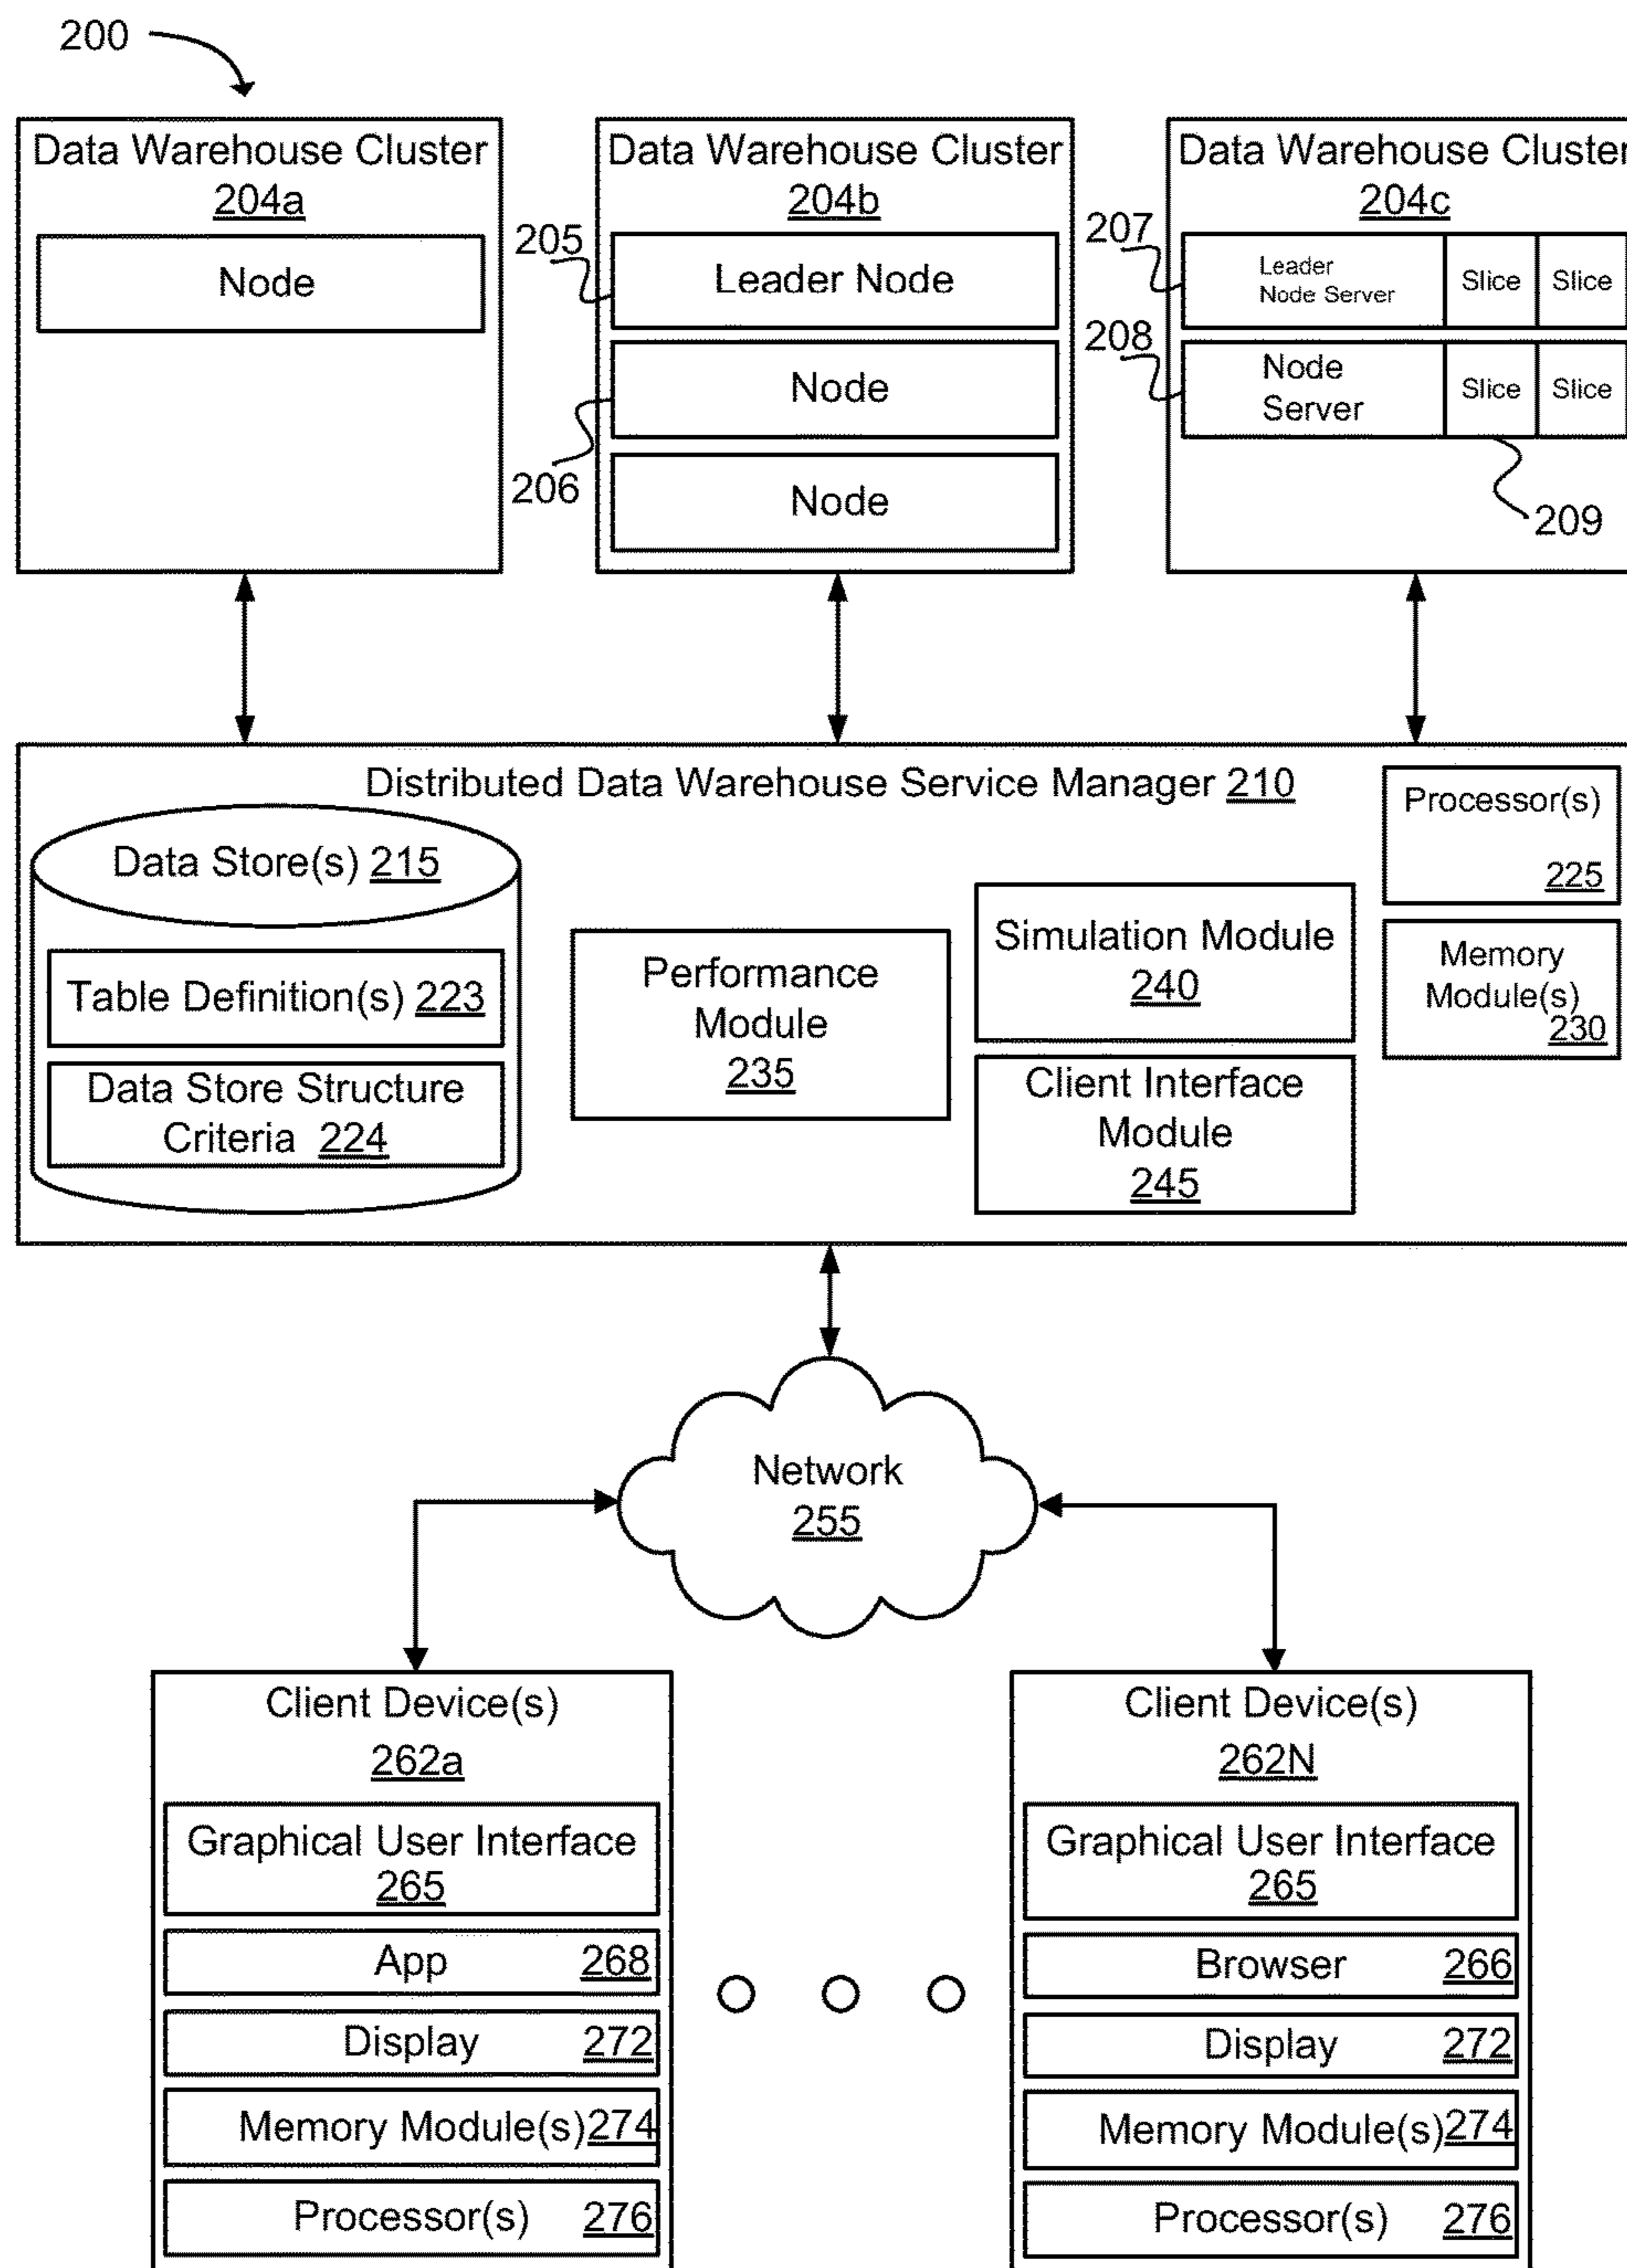 200
Data Warehouse Cluster
204a
Node
Data Warehouse Cluster
204b
205
Leader Node
Node
206
Node
Data Warehouse Cluster
204c
207
Leader
Node Server
Slice
Slice
208
Node
Server
Slice
Slice
209
Distributed Data Warehouse Service Manager 210
Data Store(s) 215
Table Definition(s) 223
Data Store Structure
Criteria 224
Performance
Module
235
Simulation Module
240
Client Interface
Module
245
Processor(s)
225
Memory
Module(s)
230
Network
255
Client Device(s)
262a
Graphical User Interface
265
App 268
Display 272
Memory Module(s) 274
Processor(s) 276
Client Device(s)
262N
Graphical User Interface
265
Browser 266
Display 272
Memory Module(s) 274
Processor(s) 276